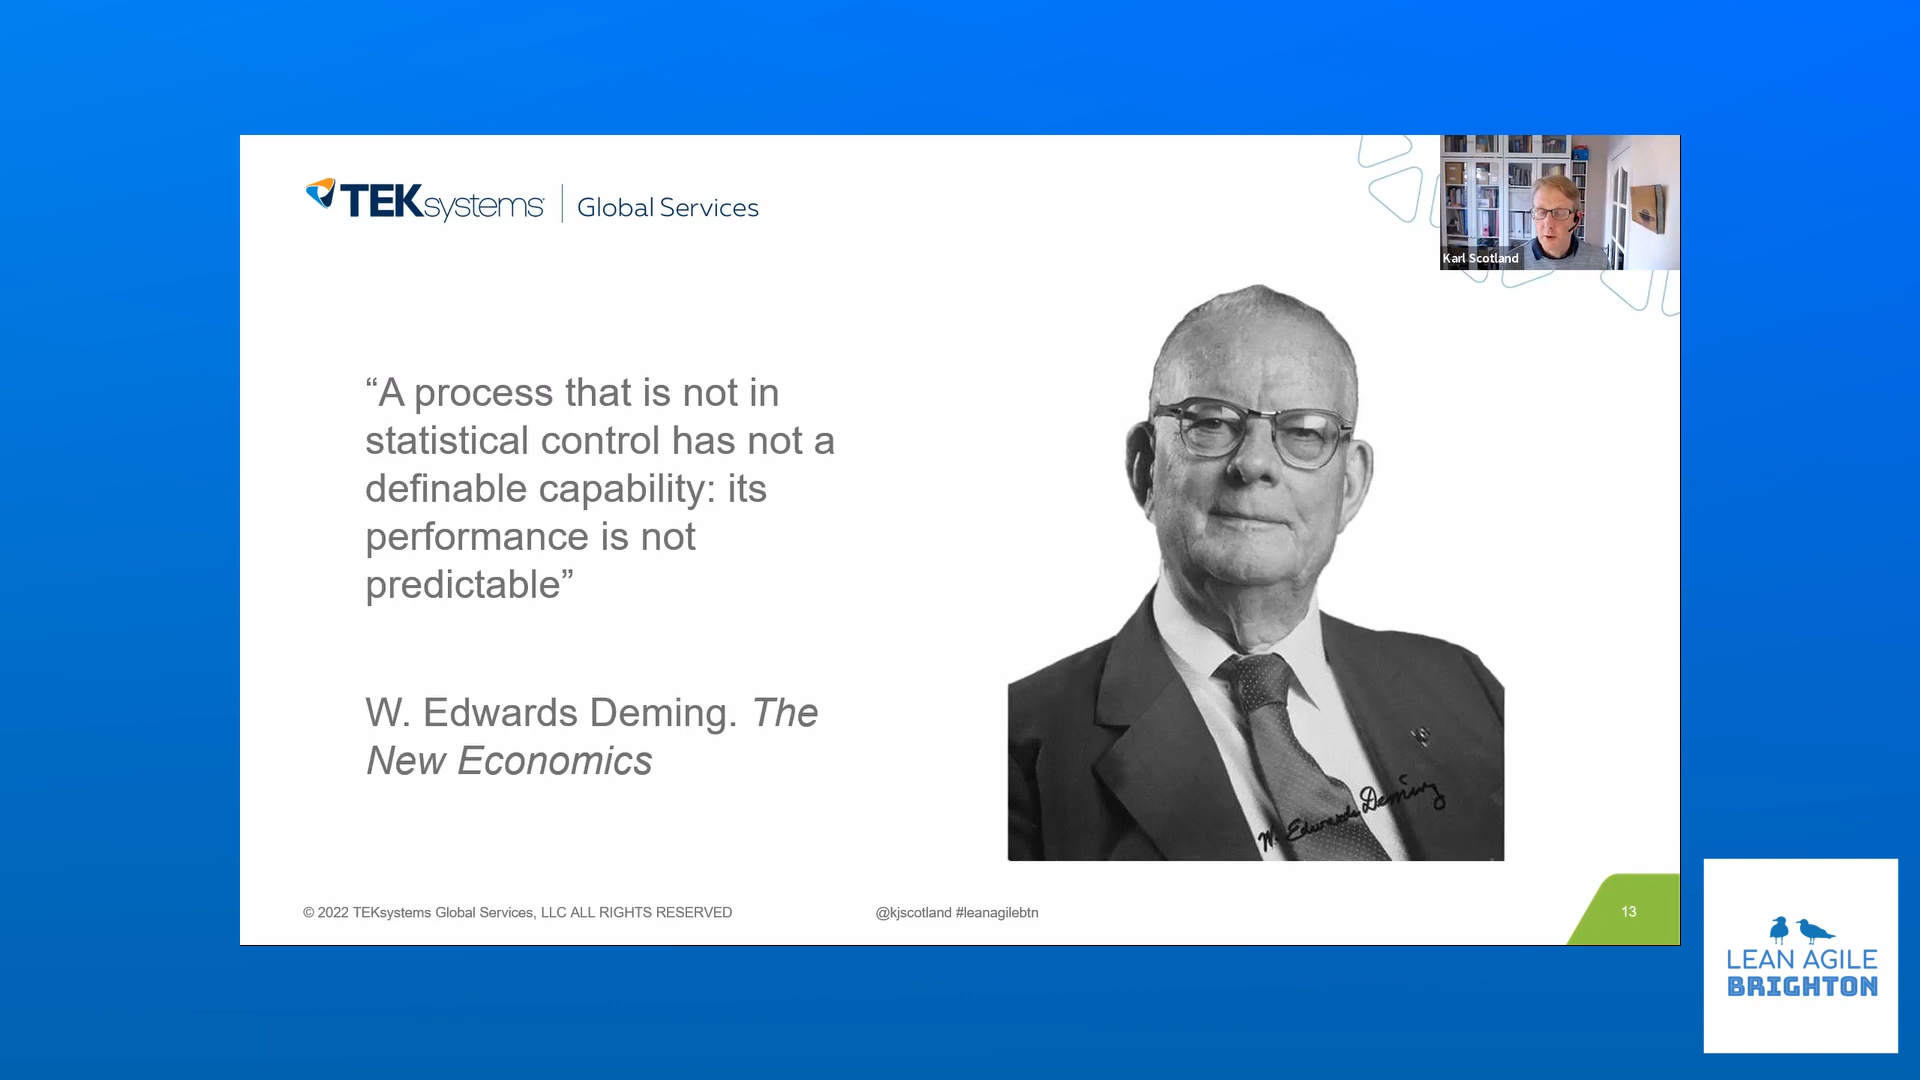 TEKsystems | Global Services
Karl Scotland
“A process that is not in
statistical control has not a
definable capability: its
performance is not
predictable”
W. Edwards Deming. The
New Economics
W. Edwards Deming
© 2022 TEKsystems Global Services, LLC ALL RIGHTS RESERVED
@kjscotland #leanagilebtn
13
LEAN AGILE
BRIGHTON